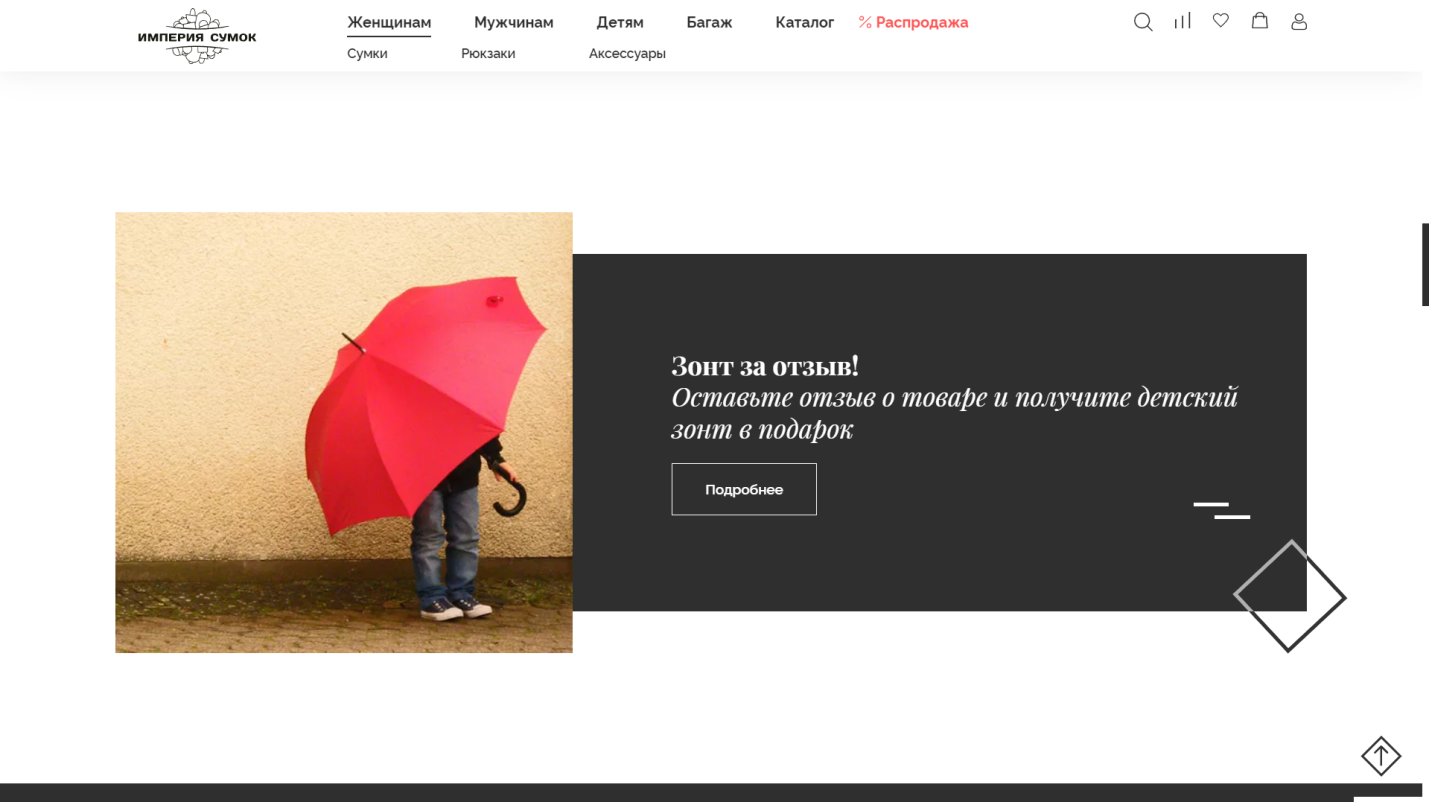 ИМПЕРИЯ СУМОК
Женщинам Мужчинам Детям Багаж Каталог % Распродажа
Сумки Рюкзаки Аксессуары
Зонт за отзыв!
Оставьте отзыв о товаре и получите детский
зонт в подарок
Подробнее